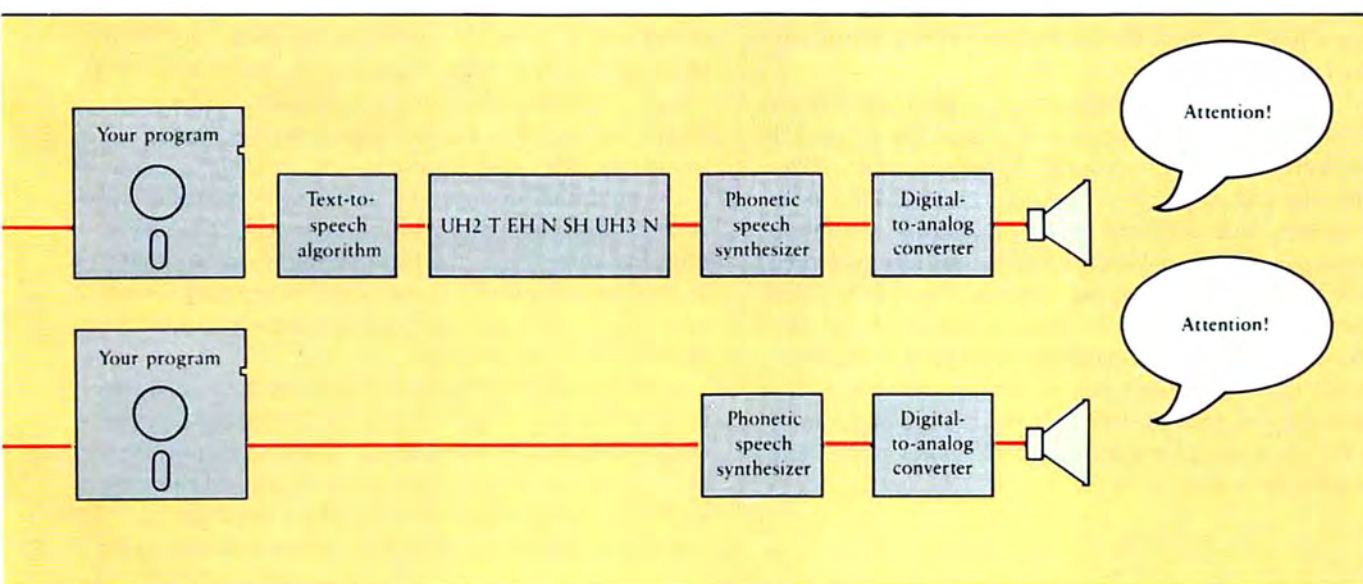 Attention!
Your program
Text-to-
speech
algorithm
UH2 T EH N SH UH3 N
Phonetic
speech
synthesizer
Digital-
to-analog
converter
Attention!
Your program
Phonetic
speech
synthesizer
Digital-
to-analog
converter